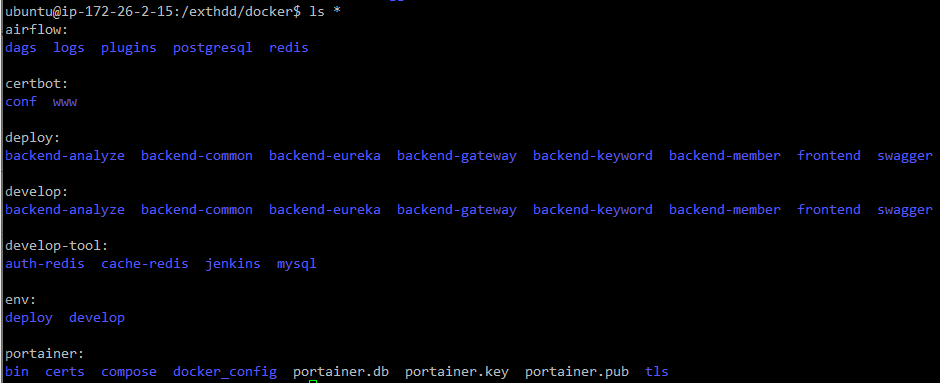 ubuntu@ip-172-26-2-15:/exthdd/docker$ ls *
airflow:
dags  logs  plugins  postgresql  redis

certbot:
conf  www

deploy:
backend-analyze  backend-common  backend-eureka  backend-gateway  backend-keyword  backend-member  frontend  swagger

develop:
backend-analyze  backend-common  backend-eureka  backend-gateway  backend-keyword  backend-member  frontend  swagger

develop-tool:
auth-redis  cache-redis  jenkins  mysql

env:
deploy  develop

portainer:
bin  certs  compose  docker_config  portainer.db  portainer.key  portainer.pub  tls